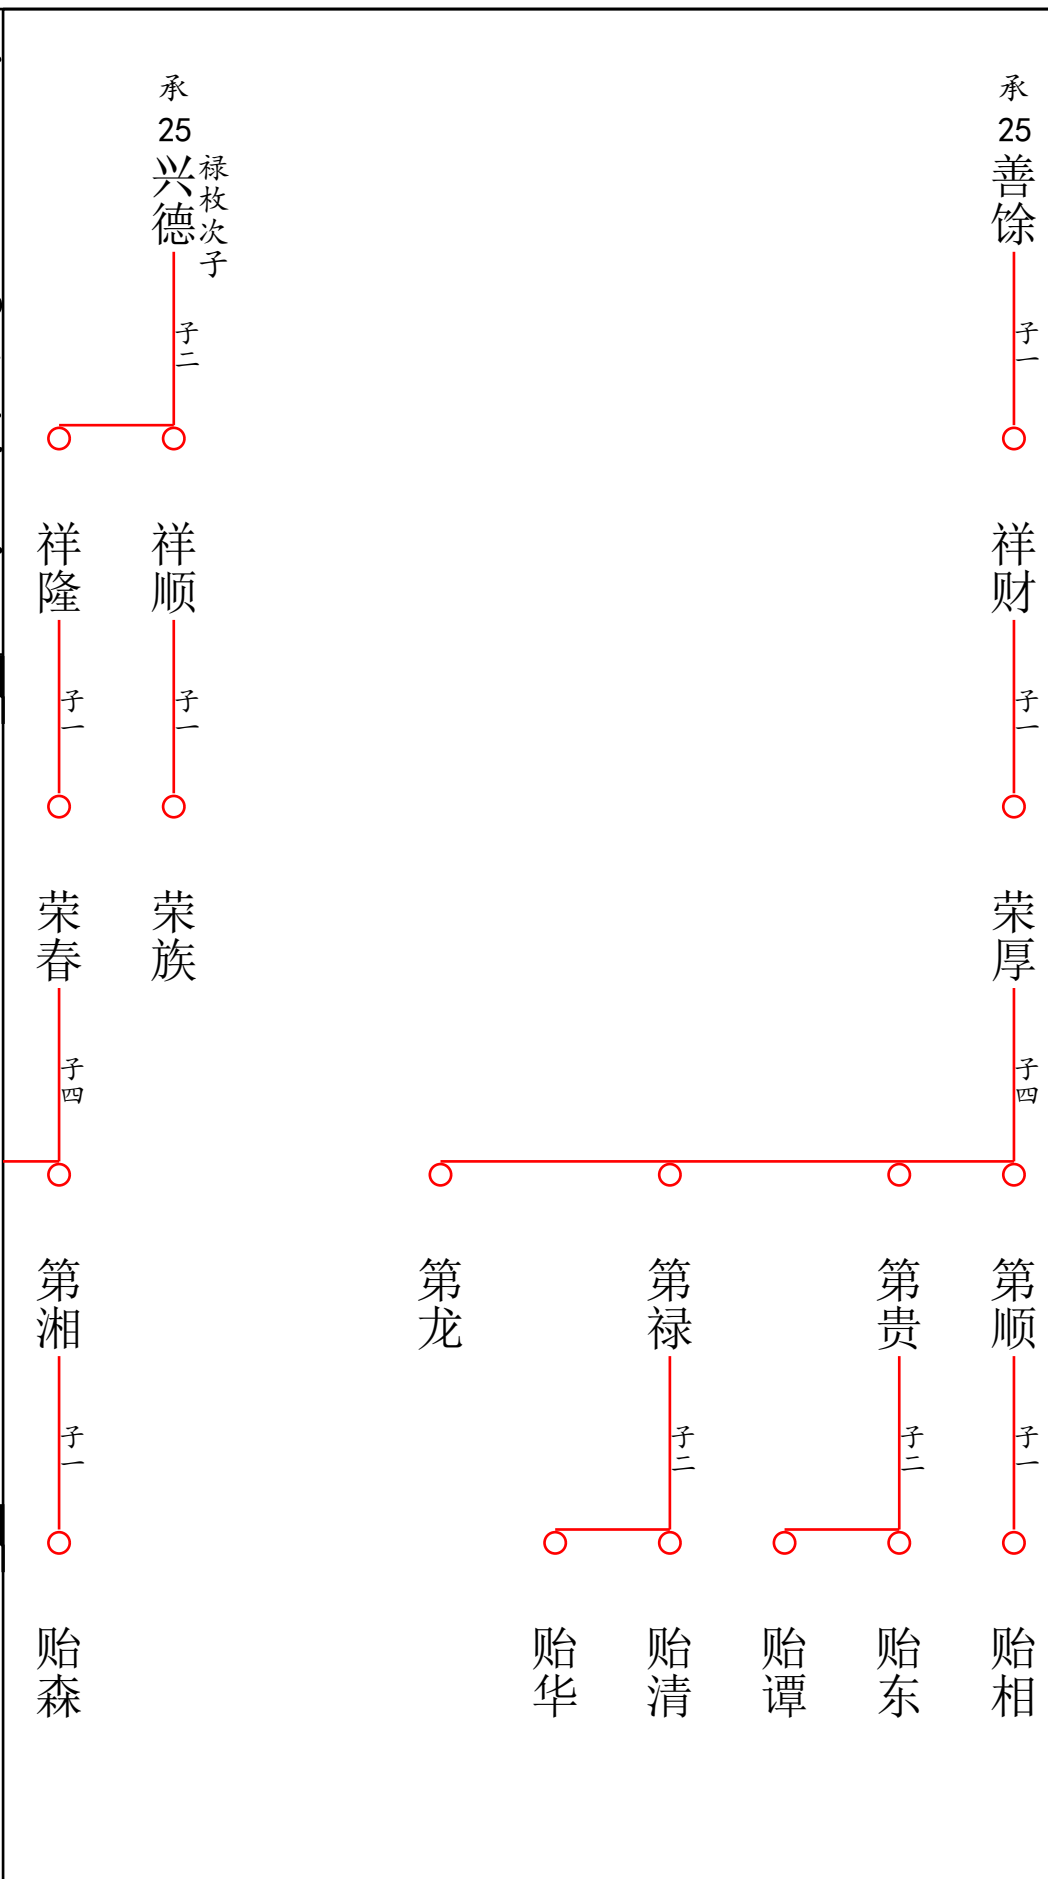 承
25
善馀
子一
祥财
子一
荣厚
子四
第顺
子一
贻相
第贵
子二
贻东
贻谭
第禄
子二
贻清
贻华
第龙
承
25
兴德
禄枚次子
子二
祥顺
子一
荣族
祥隆
子一
荣春
子四
第湘
子一
贻森